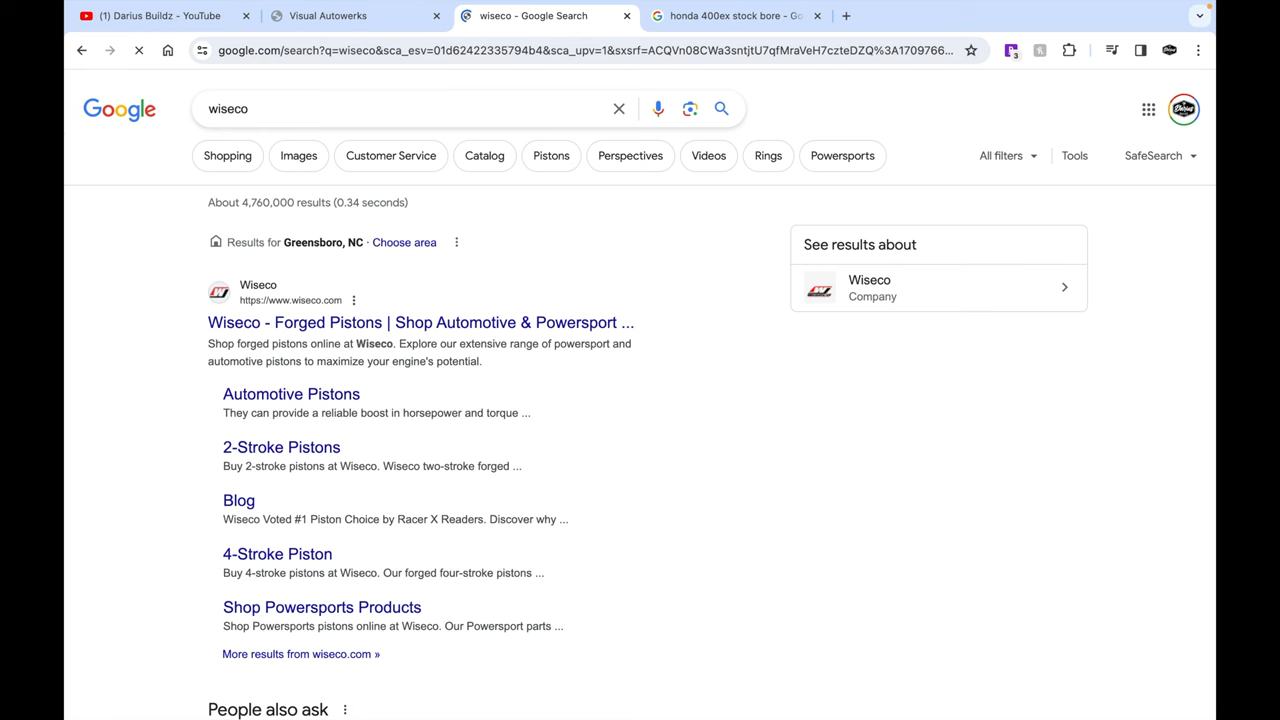 (1) Darius Buildz - YouTube
Visual Autowerks
wiseco - Google Search
honda 400ex stock bore - Go
google.com/search?q=wiseco&sca_esv=01d62422335794b4&sca_upv=1&sxsrf=ACQVn08CWa3sntjtU7qfMraVeH7czteDZQ%3A1709766...
3
Google
wiseco
Shopping
Images
Customer Service
Catalog
Pistons
Perspectives
Videos
Rings
Powersports
All filters
Tools
SafeSearch
About 4,760,000 results (0.34 seconds)
Results for Greensboro, NC · Choose area
See results about
Wiseco
Company
Wiseco
https://www.wiseco.com
Wiseco - Forged Pistons | Shop Automotive & Powersport ...
Shop forged pistons online at Wiseco. Explore our extensive range of powersport and
automotive pistons to maximize your engine's potential.
Automotive Pistons
They can provide a reliable boost in horsepower and torque ...
2-Stroke Pistons
Buy 2-stroke pistons at Wiseco. Wiseco two-stroke forged ...
Blog
Wiseco Voted #1 Piston Choice by Racer X Readers. Discover why ...
4-Stroke Piston
Buy 4-stroke pistons at Wiseco. Our forged four-stroke pistons ...
Shop Powersports Products
Shop Powersports pistons online at Wiseco. Our Powersport parts ...
More results from wiseco.com »
People also ask